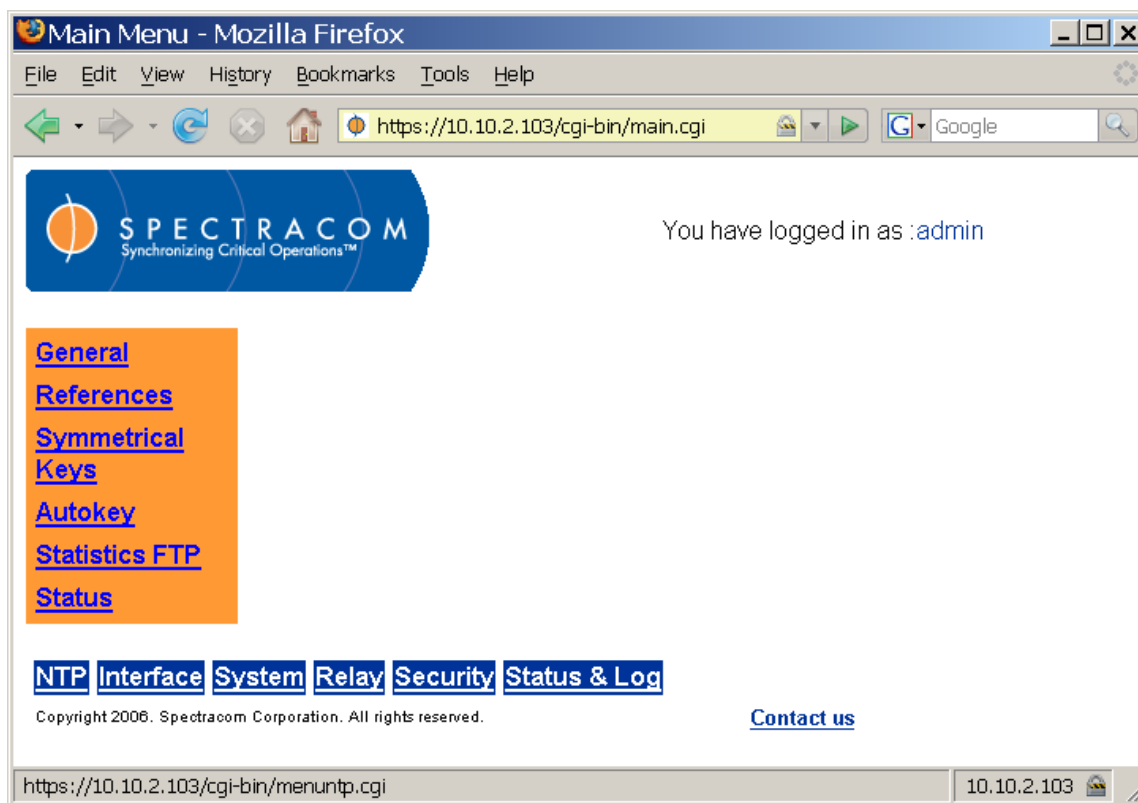 Main Menu - Mozilla Firefox
File Edit View History Bookmarks Tools Help
https://10.10.2.103/cgi-bin/main.cgi
G Google
SPECTRACOM
Synchronizing Critical Operations™
You have logged in as :admin
General
References
Symmetrical
Keys
Autokey
Statistics FTP
Status
NTP Interface System Relay Security Status & Log
Copyright 2006. Spectracom Corporation. All rights reserved.
Contact us
https://10.10.2.103/cgi-bin/menuntp.cgi
10.10.2.103